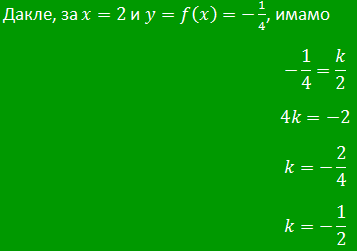 Дакле, за x = 2 и y = f(x) = −1/4, имамо
−1/4 = k/2
4k = −2
k = −2/4
k = −1/2